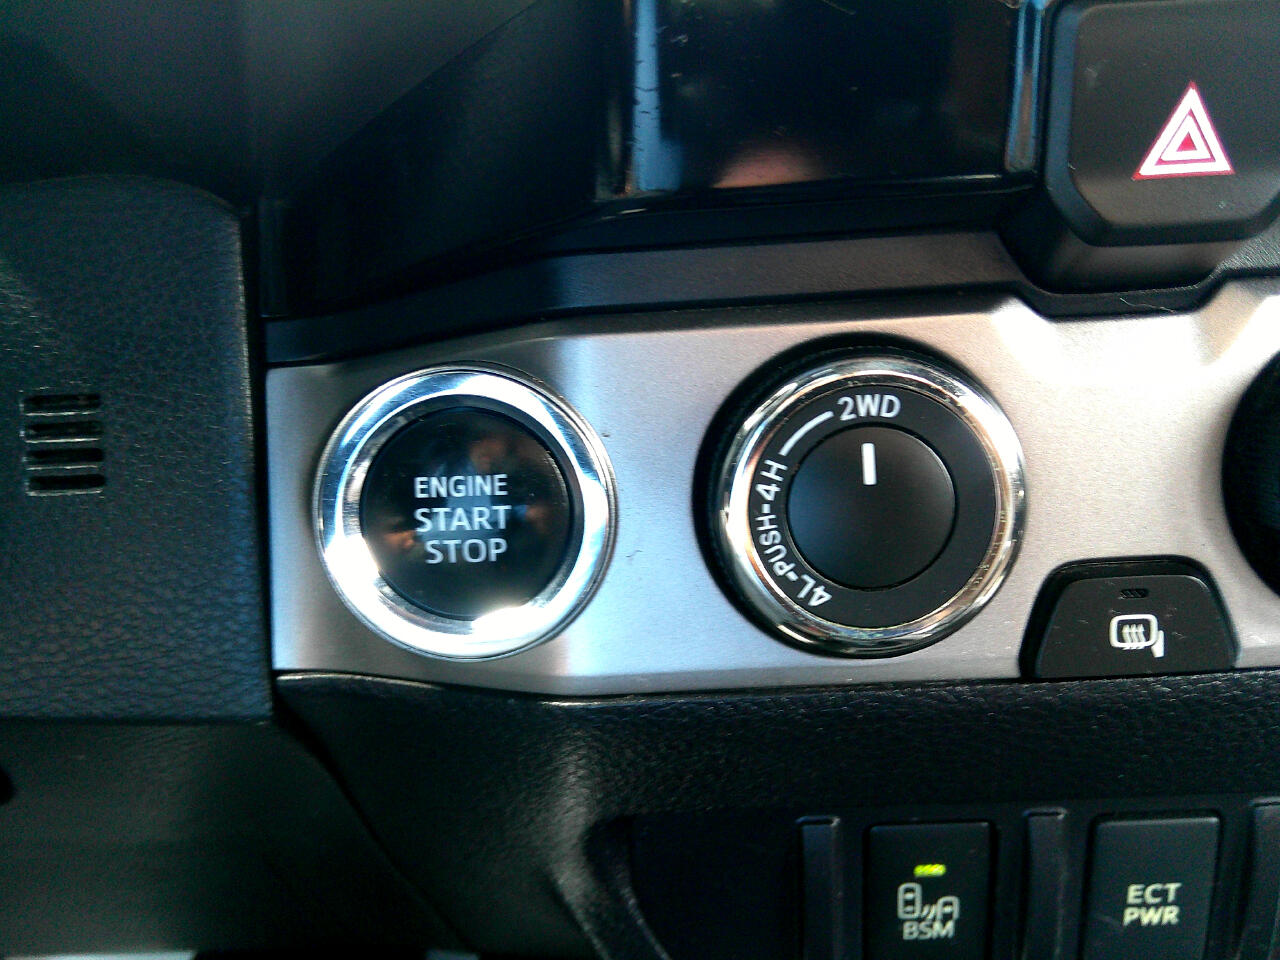 ENGINE
START
STOP
2WD
4L-PUSH-4H
BSM
ECT
PWR